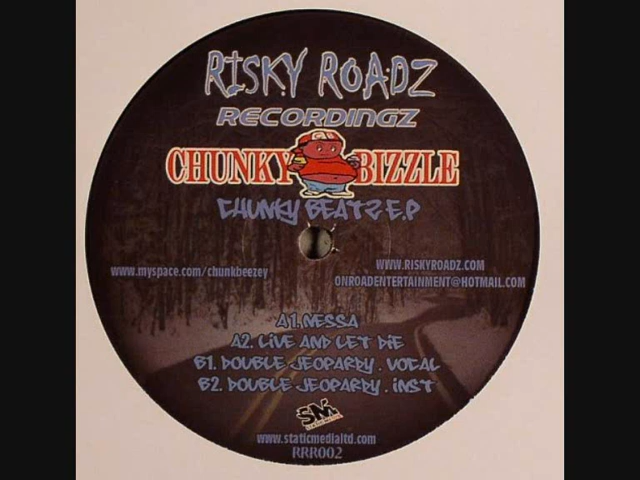 RISKY ROADZ
RECORDINGZ
CHUNKY BIZZLE
CHUNKY BEATZ E.P
www.myspace.com/chunkbeezey
WWW.RISKYROADZ.COM
ONROADENTERTAINMENT@HOTMAIL.COM
A1. NESSA
A2. LIVE AND LET DIE
B1. DOUBLE JEOPARDY . VOCAL
B2. DOUBLE JEOPARDY . INST
SM
www.staticmedialtd.com
RRR002